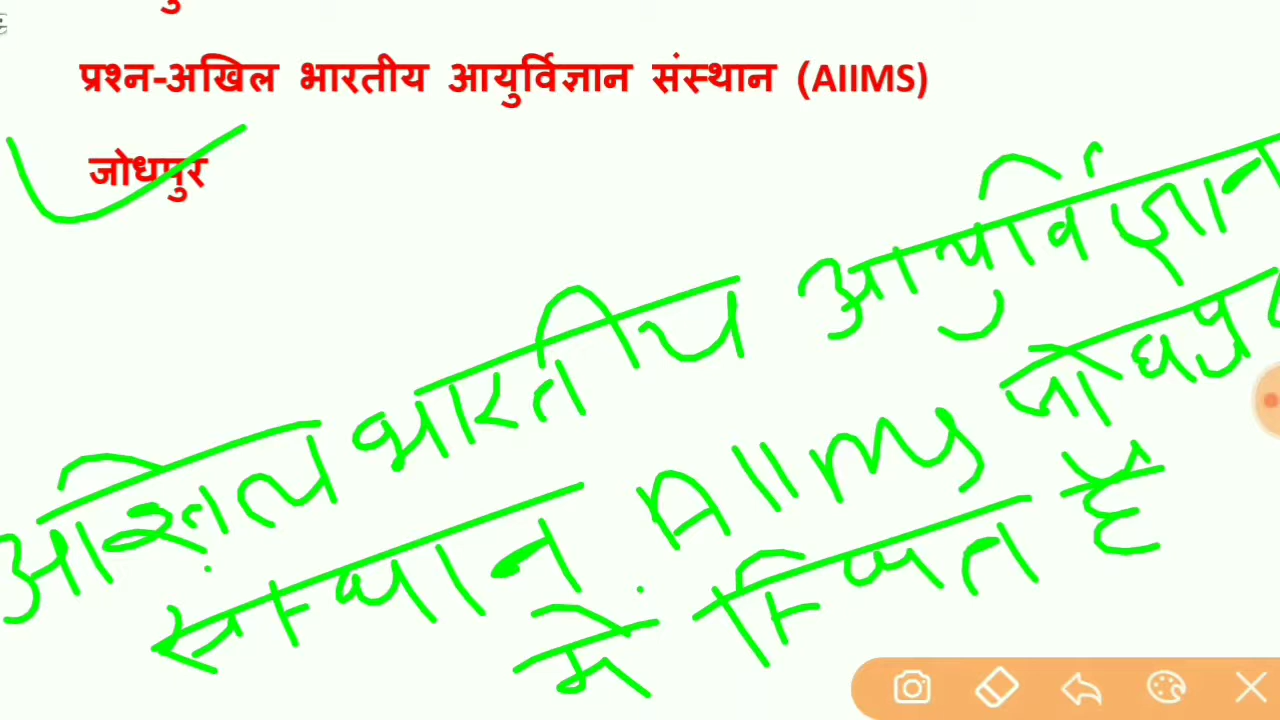 प्रश्न-अखिल भारतीय आयुर्विज्ञान संस्थान (AIIMS)
जोधपुर
अखिल भारतीय आयुर्विज्ञान
संस्थान AIIMS जोधपुर
में स्थित है